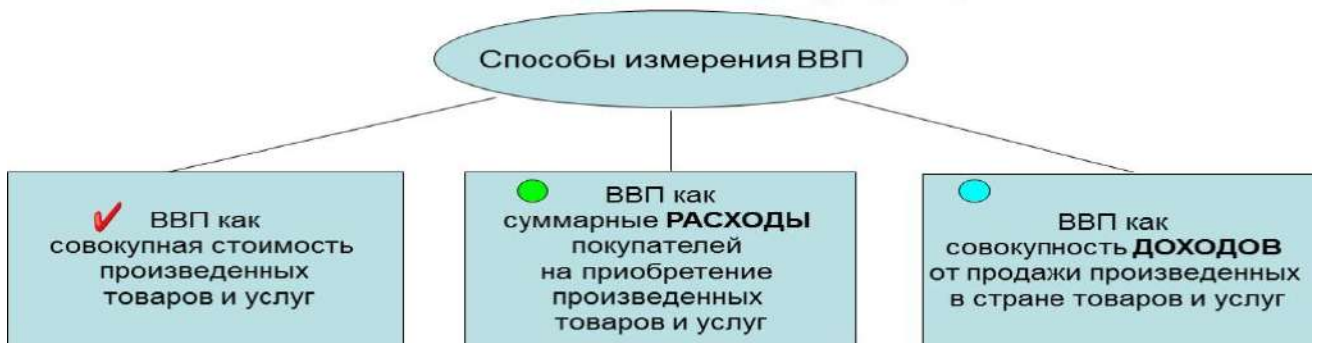 Способы измерения ВВП
ВВП как
совокупная стоимость
произведенных
товаров и услуг
ВВП как
суммарные РАСХОДЫ
покупателей
на приобретение
произведенных
товаров и услуг
ВВП как
совокупность ДОХОДОВ
от продажи произведенных
в стране товаров и услуг